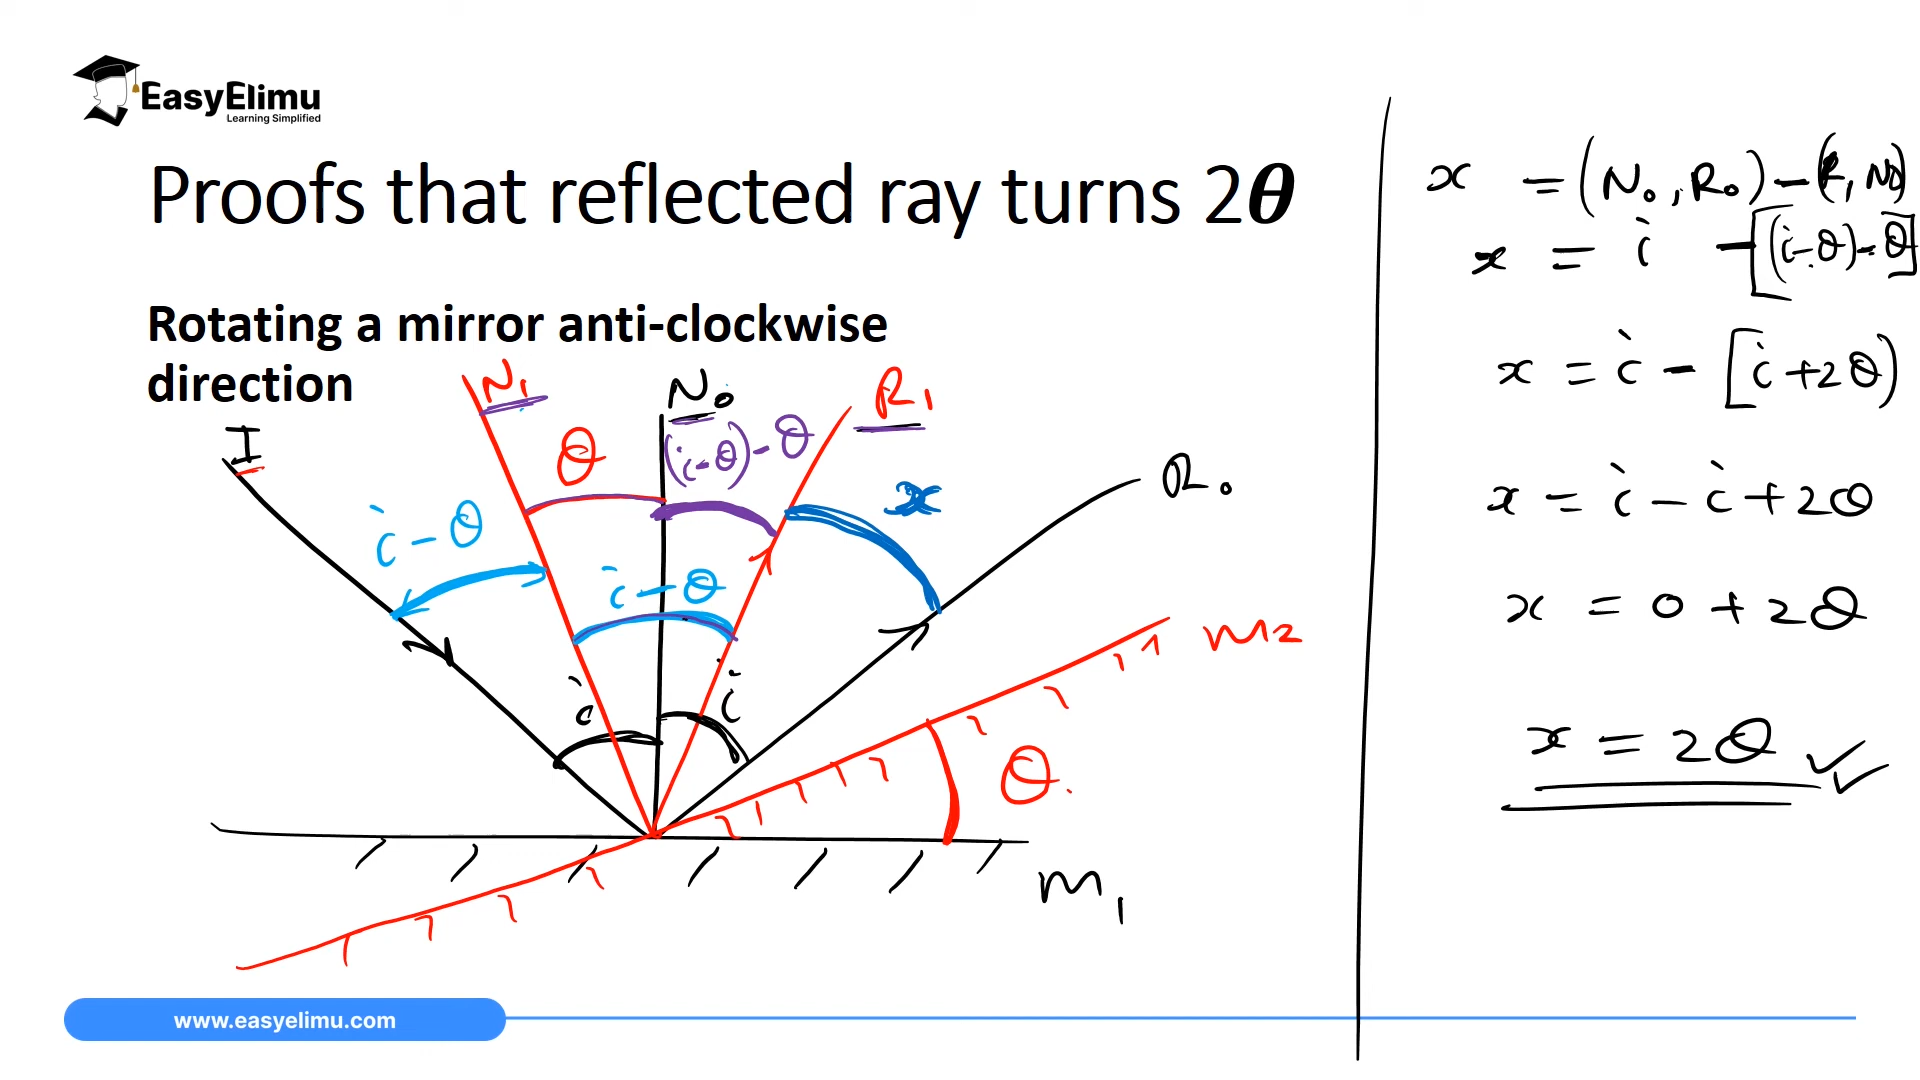 EasyElimu
Learning Simplified
Proofs that reflected ray turns 2θ
Rotating a mirror anti-clockwise
direction
I
N₁
N₀
R₁
R₀
θ
(i-θ)-θ
x
i-θ
i-θ
i
i
M2
θ
M₁
x = (N₀, R₀) - (R₁ N₀)
x = i - [(i-θ)-θ]
x = i - [i+2θ)
x = i - i + 2θ
x = 0 + 2θ
x = 2θ
www.easyelimu.com